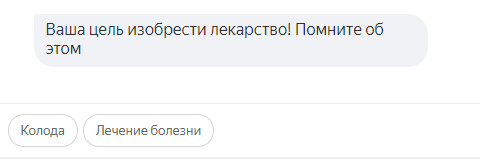 Ваша цель изобрести лекарство! Помните об
этом
Колода
Лечение болезни